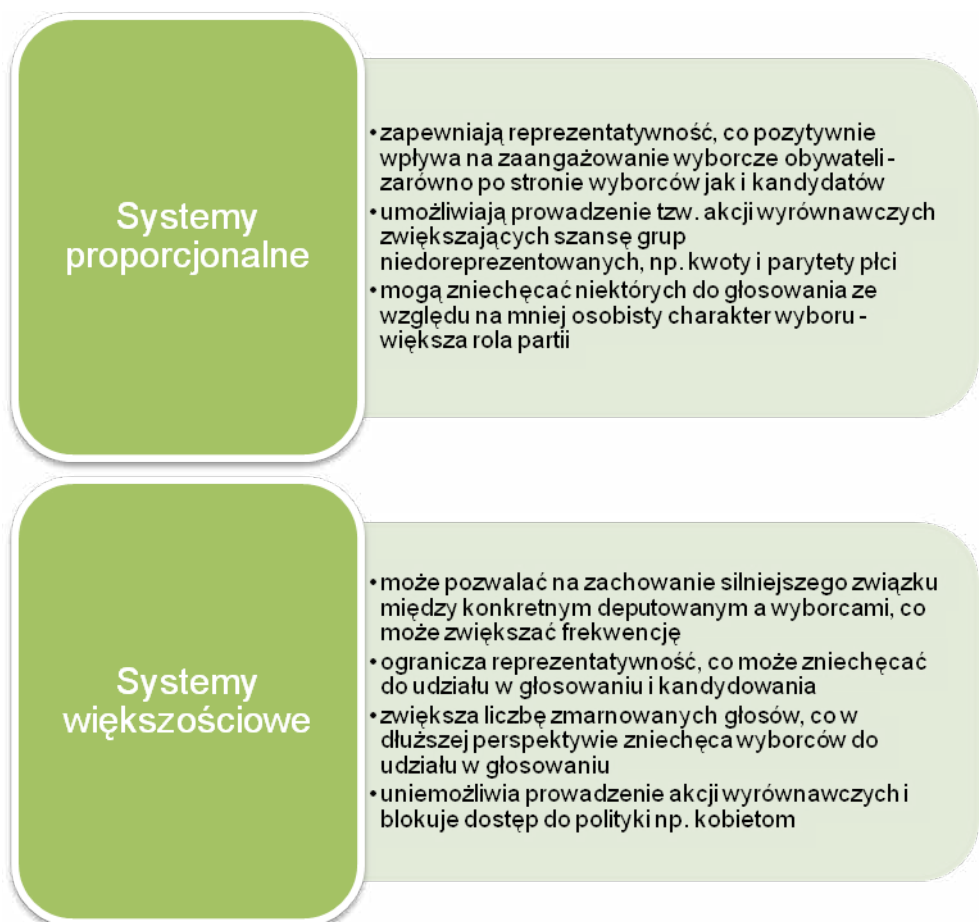 Systemy
proporcjonalne
•zapewniają reprezentatywność, co pozytywnie
wpływa na zaangażowanie wyborcze obywateli -
zarówno po stronie wyborców jak i kandydatów
•umożliwiają prowadzenie tzw. akcji wyrównawczych
zwiększających szansę grup
niedoreprezentowanych, np. kwoty i parytety płci
•mogą zniechęcać niektórych do głosowania ze
względu na mniej osobisty charakter wyboru -
większa rola partii
Systemy
większościowe
•może pozwalać na zachowanie silniejszego związku
między konkretnym deputowanym a wyborcami, co
może zwiększać frekwencję
•ogranicza reprezentatywność, co może zniechęcać
do udziału w głosowaniu i kandydowania
•zwiększa liczbę zmarnowanych głosów, co w
dłuższej perspektywie zniechęca wyborców do
udziału w głosowaniu
•uniemożliwia prowadzenie akcji wyrównawczych i
blokuje dostęp do polityki np. kobietom